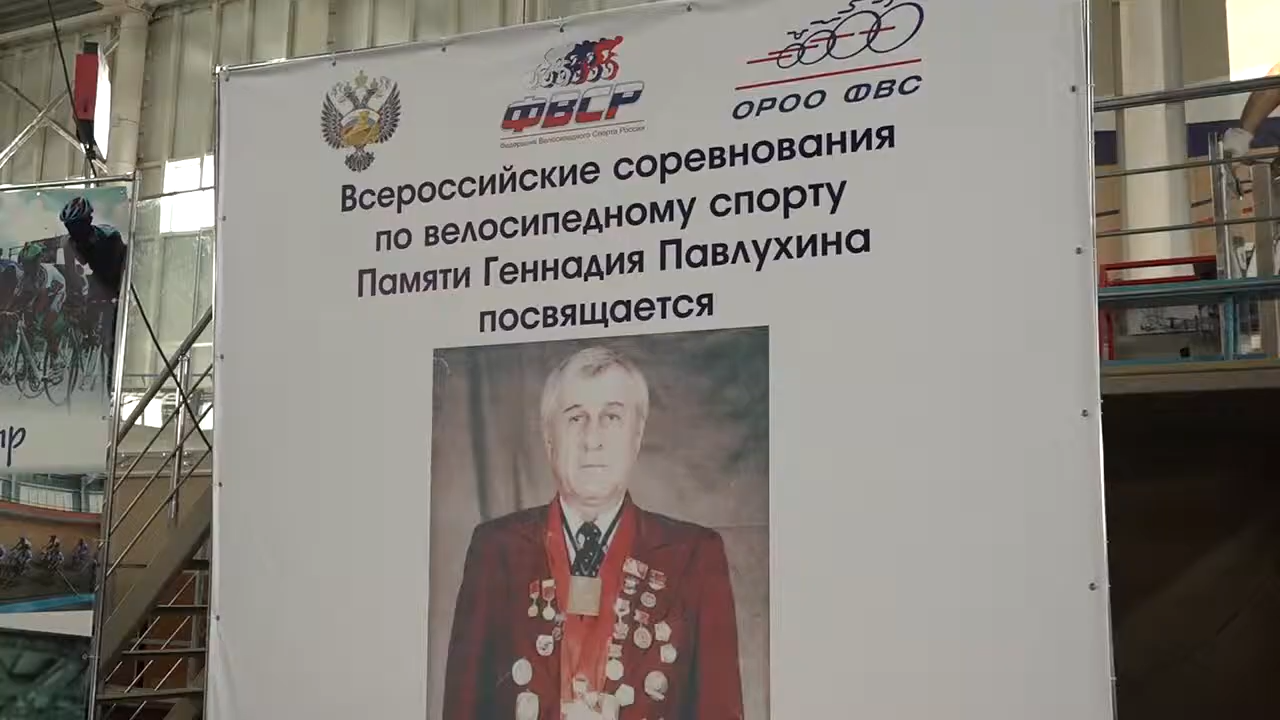 ФВСР
Федерация Велосипедного Спорта России
ОРОО ФВС
Всероссийские соревнования
по велосипедному спорту
Памяти Геннадия Павлухина
посвящается